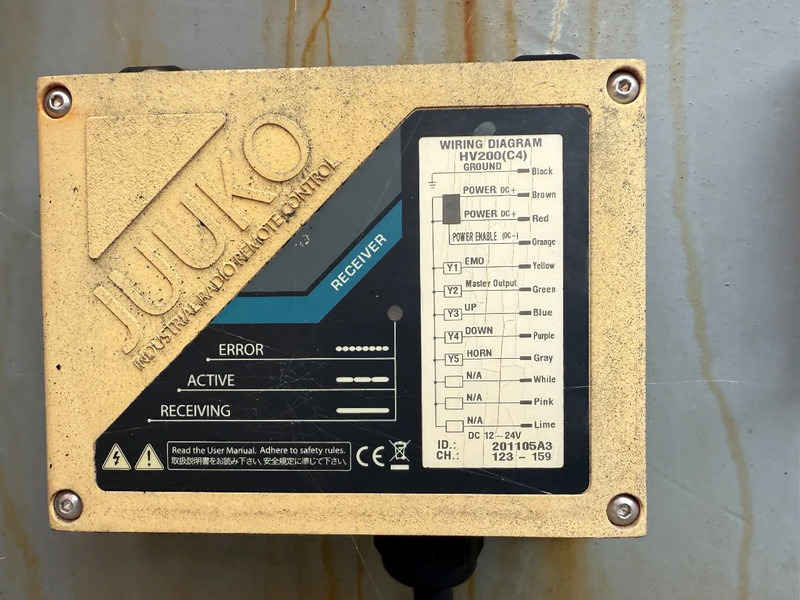 JUUKO
INDUSTRIAL RADIO REMOTE CONTROL
RECEIVER
ERROR
ACTIVE
RECEIVING
Read the User Manual. Adhere to safety rules.
取扱説明書をお読み下さい, 安全規定に準じて下さい.
CE
WIRING DIAGRAM
HV200(C4)
GROUND Black
POWER DC+ Brown
POWER DC+ Red
POWER ENABLE (DC-) Orange
Y1 EMO Yellow
Y2 Master Output Green
Y3 UP Blue
Y4 DOWN Purple
Y5 HORN Gray
N/A White
N/A Pink
N/A Lime
DC 12-24V
ID.: 201105A3
CH.: 123 - 159